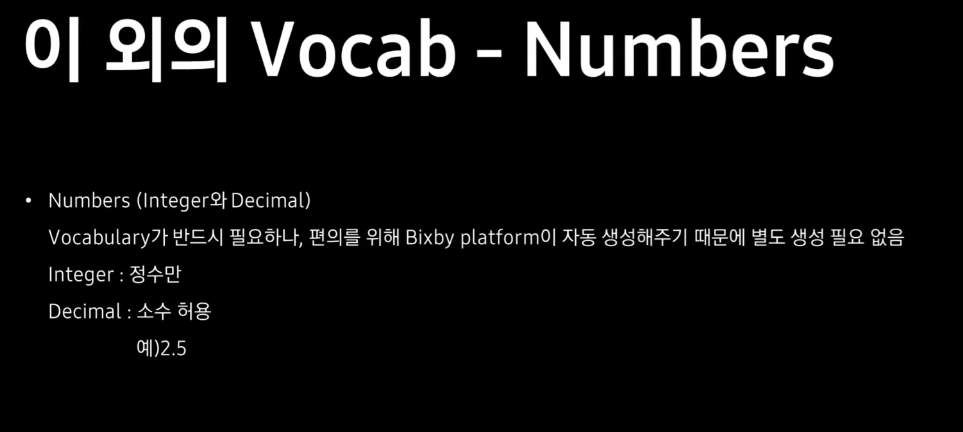 이 외의 Vocab - Numbers
• Numbers (Integer와 Decimal)
Vocabulary가 반드시 필요하나, 편의를 위해 Bixby platform이 자동 생성해주기 때문에 별도 생성 필요 없음
Integer : 정수만
Decimal : 소수 허용
예)2.5